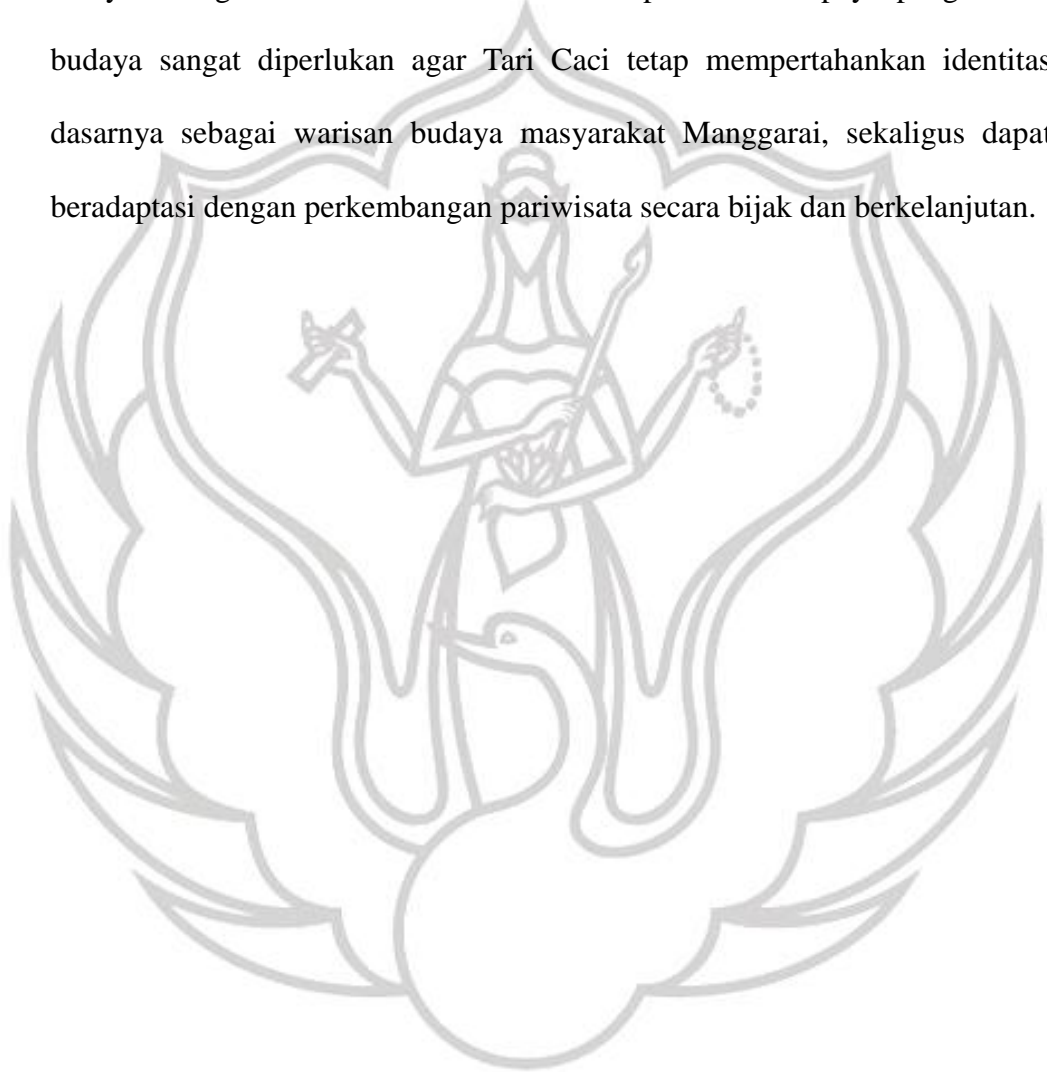 budaya sangat diperlukan agar Tari Caci tetap mempertahankan identitas
dasarnya sebagai warisan budaya masyarakat Manggarai, sekaligus dapat
beradaptasi dengan perkembangan pariwisata secara bijak dan berkelanjutan.